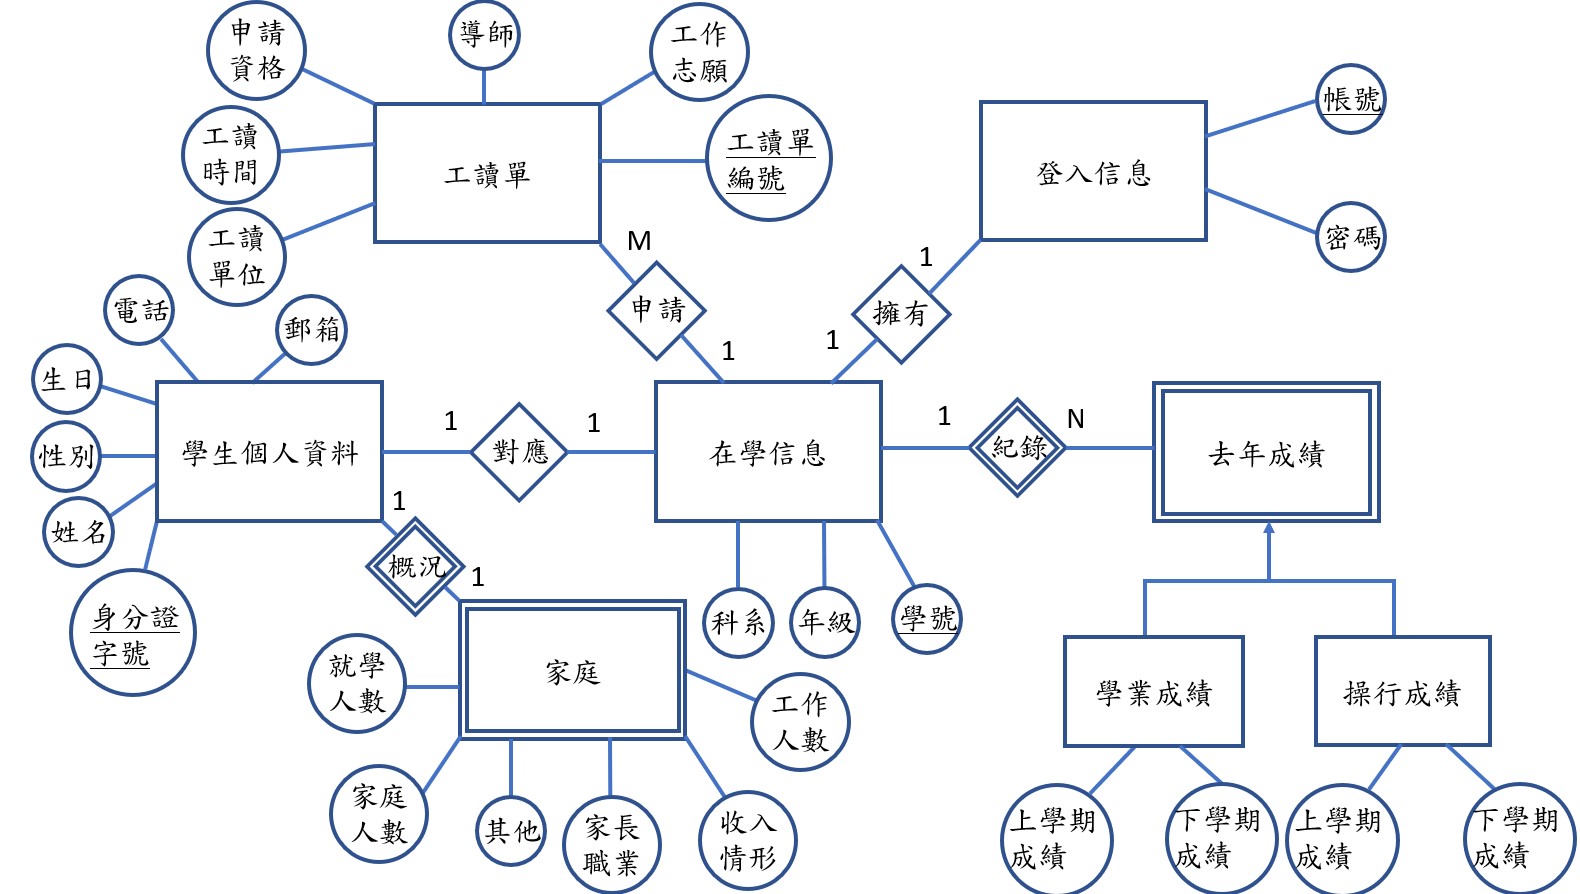 申請
資格
導師
工作
志願
工讀
時間
工讀單
工讀單
編號
工讀
單位
登入信息
帳號
密碼
M
申請
1
1
擁有
1
電話
郵箱
生日
性別
姓名
身分證
字號
學生個人資料
1
對應
1
在學信息
1
紀錄
N
去年成績
1
概況
1
科系
年級
學號
家庭
就學
人數
家庭
人數
其他
家長
職業
收入
情形
工作
人數
學業成績
操行成績
上學期
成績
下學期
成績
上學期
成績
下學期
成績